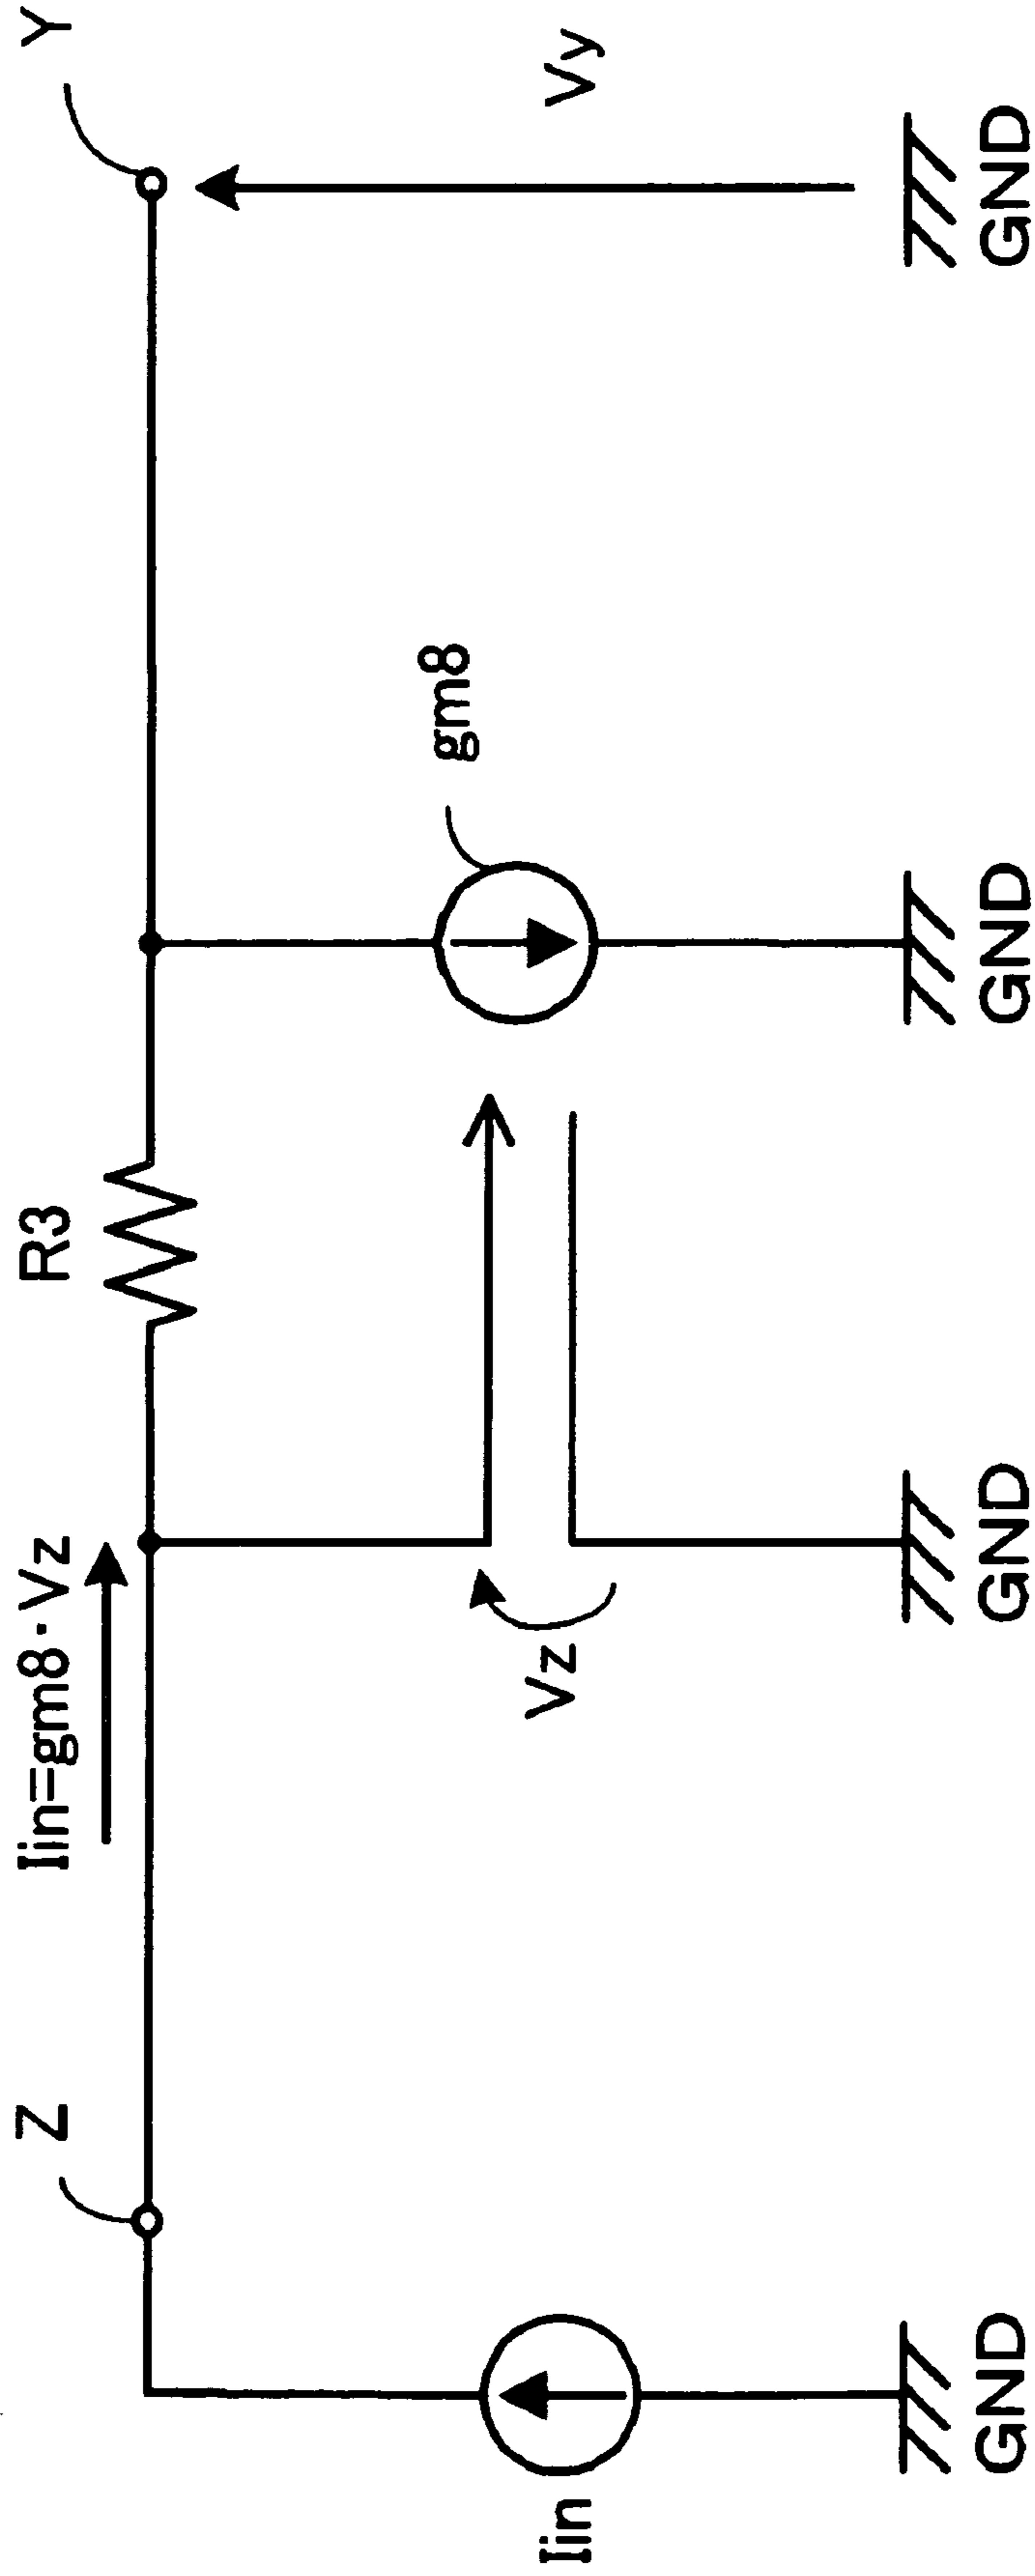 Iin=gm8·Vz
R3
Z
Y
Iin
Vz
gm8
Vy
GND
GND
GND
GND